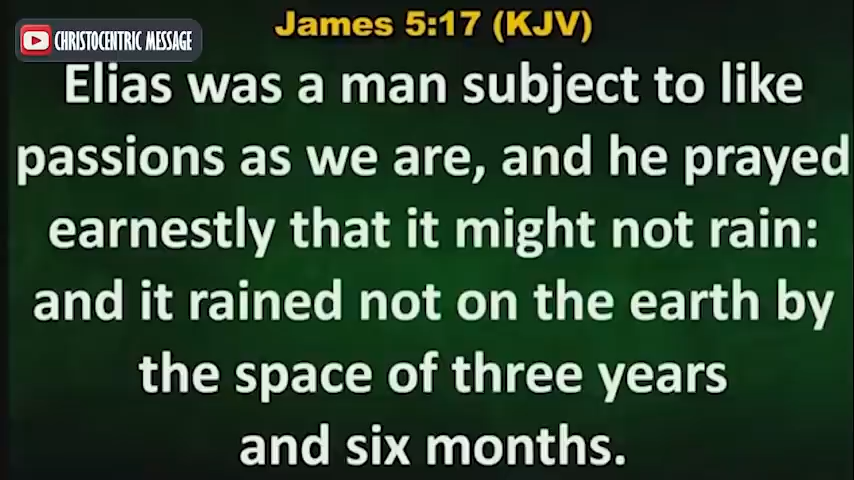 James 5:17 (KJV)
CHRISTOCENTRIC MESSAGE
Elias was a man subject to like
passions as we are, and he prayed
earnestly that it might not rain:
and it rained not on the earth by
the space of three years
and six months.